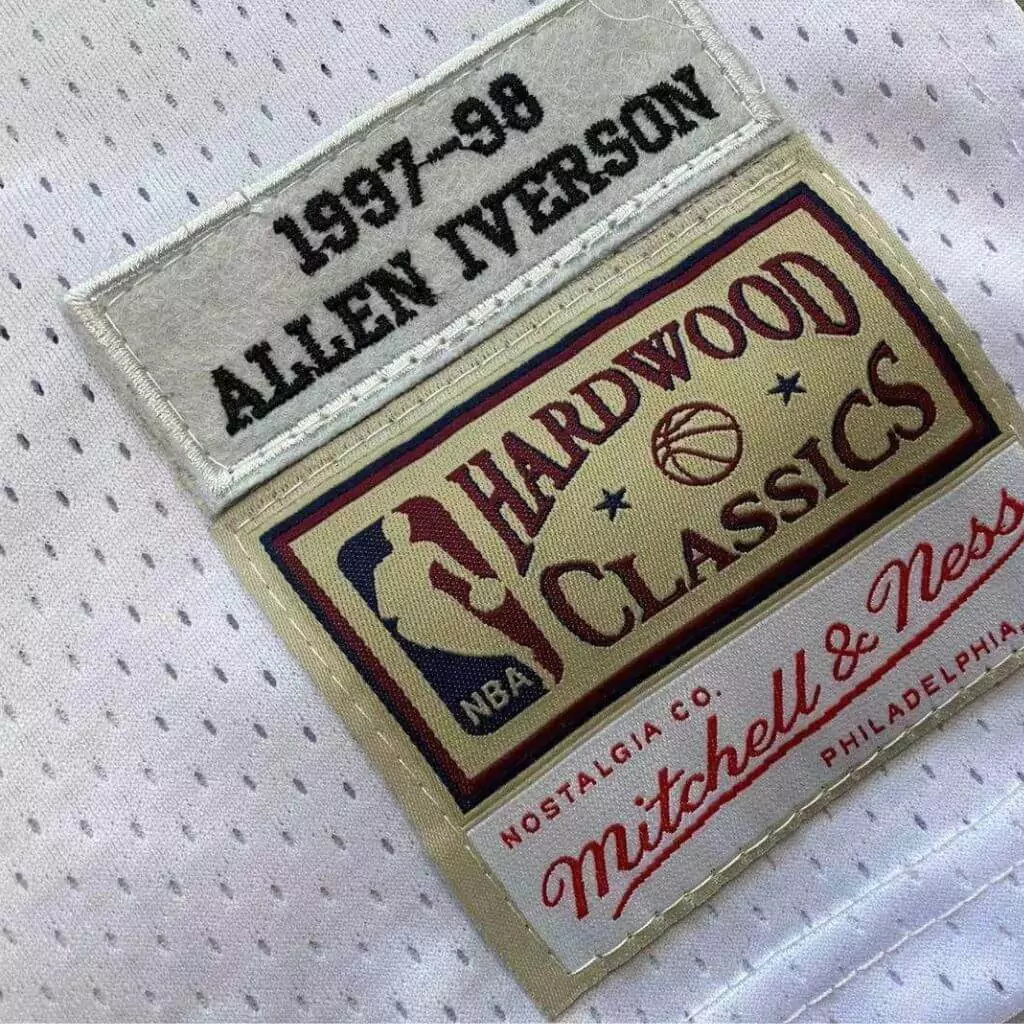 1997-98
ALLEN IVERSON
HARDWOOD
CLASSICS
NBA
NOSTALGIA CO.
Mitchell & Ness
PHILADELPHIA,